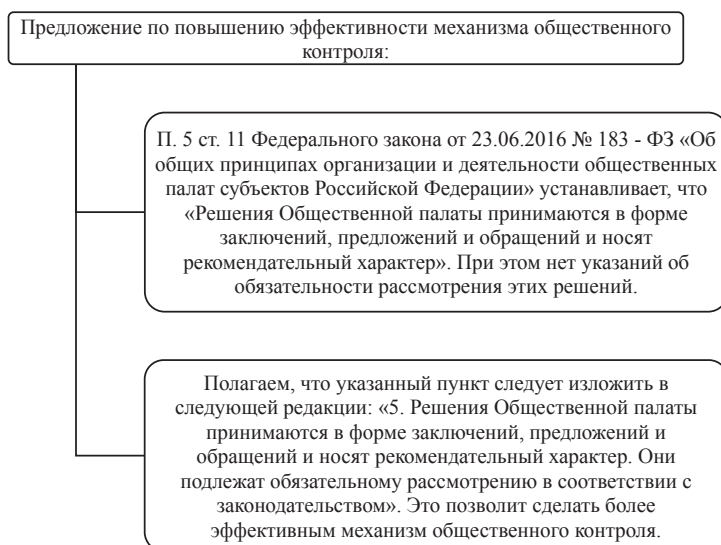 Предложение по повышению эффективности механизма общественного
контроля:
П. 5 ст. 11 Федерального закона от 23.06.2016 № 183 - ФЗ «Об
общих принципах организации и деятельности общественных
палат субъектов Российской Федерации» устанавливает, что
«Решения Общественной палаты принимаются в форме
заключений, предложений и обращений и носят
рекомендательный характер». При этом нет указаний об
обязательности рассмотрения этих решений.
Полагаем, что указанный пункт следует изложить в
следующей редакции: «5. Решения Общественной палаты
принимаются в форме заключений, предложений и
обращений и носят рекомендательный характер. Они
подлежат обязательному рассмотрению в соответствии с
законодательством». Это позволит сделать более
эффективным механизм общественного контроля.